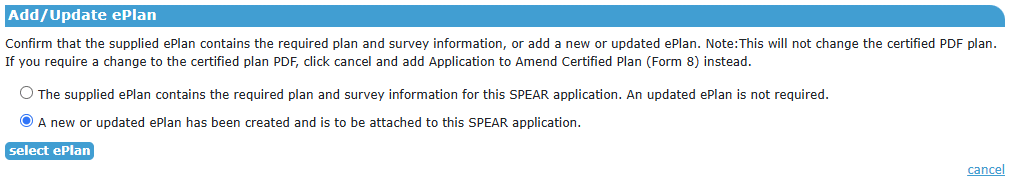 Add/Update ePlan
Confirm that the supplied ePlan contains the required plan and survey information, or add a new or updated ePlan. Note:This will not change the certified PDF plan.
If you require a change to the certified plan PDF, click cancel and add Application to Amend Certified Plan (Form 8) instead.
The supplied ePlan contains the required plan and survey information for this SPEAR application. An updated ePlan is not required.
A new or updated ePlan has been created and is to be attached to this SPEAR application.
select ePlan
cancel